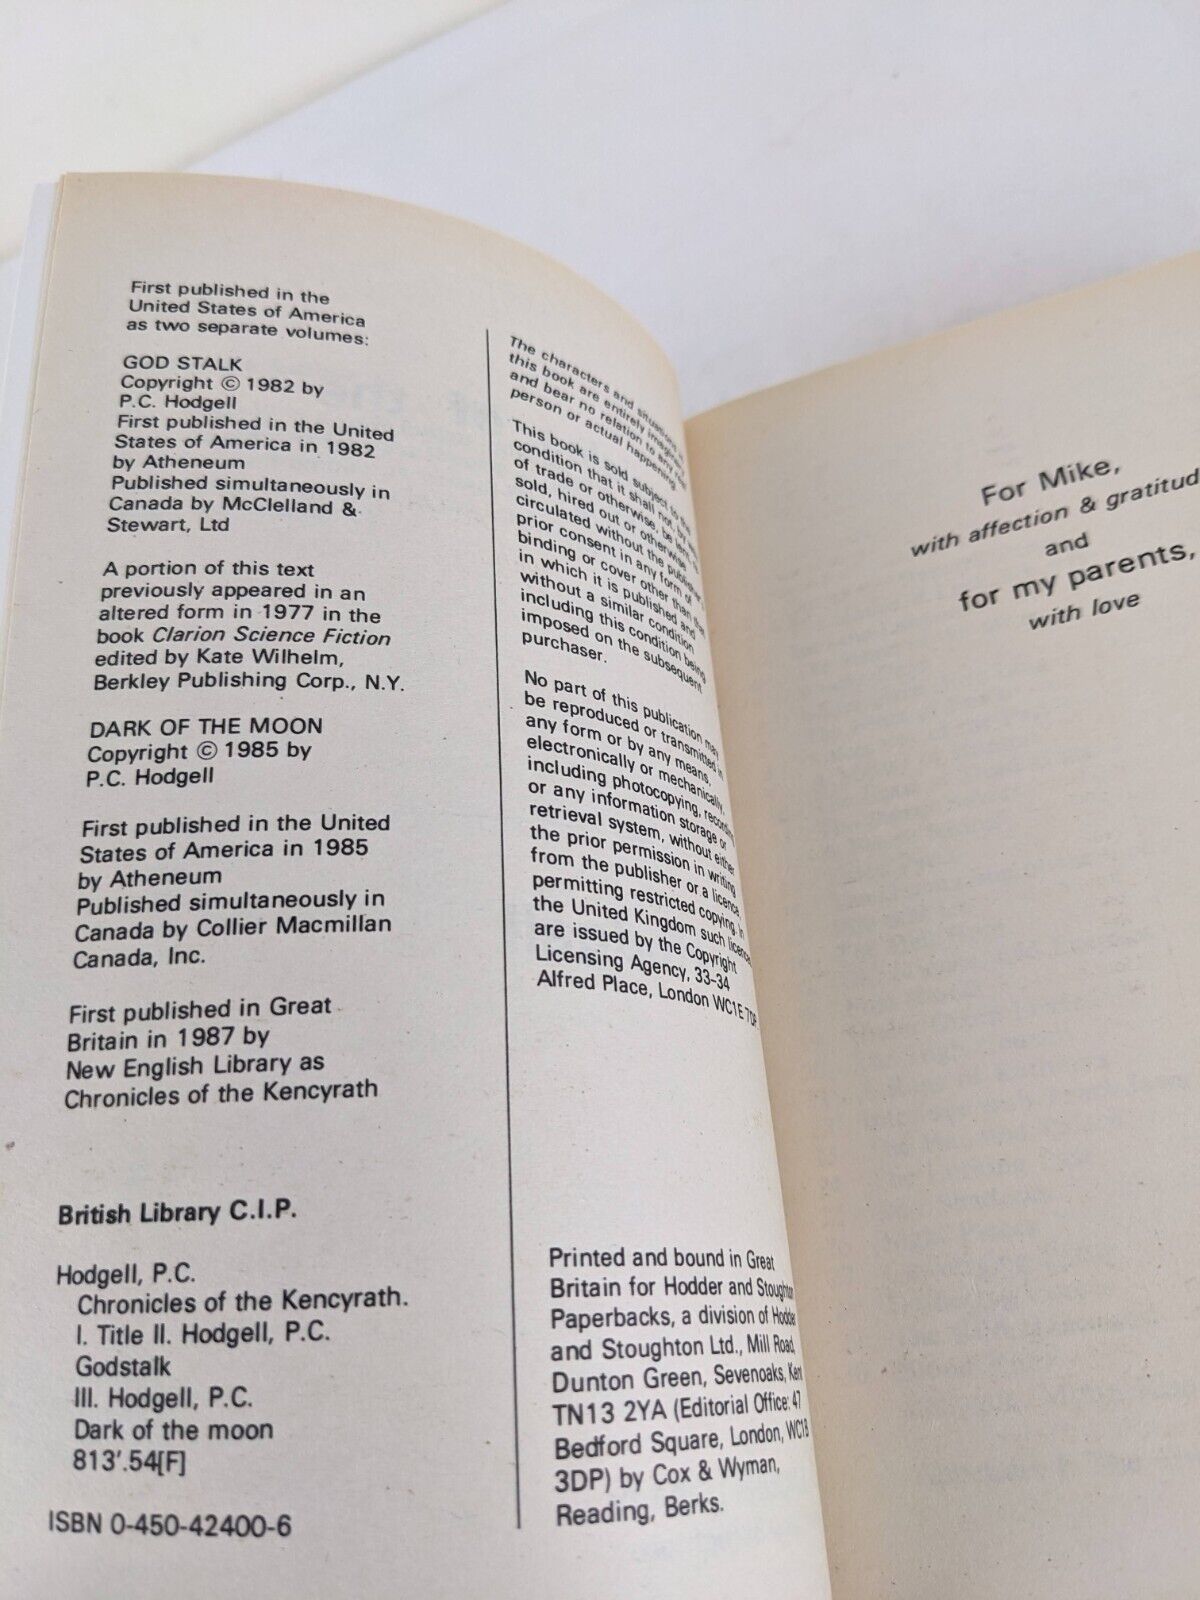 First published in the
United States of America
as two separate volumes:
GOD STALK
Copyright © 1982 by
P.C. Hodgell
First published in the United
States of America in 1982
by Atheneum
Published simultaneously in
Canada by McClelland &
Stewart, Ltd
A portion of this text
previously appeared in an
altered form in 1977 in the
book Clarion Science Fiction
edited by Kate Wilhelm,
Berkley Publishing Corp., N.Y.
DARK OF THE MOON
Copyright © 1985 by
P.C. Hodgell
First published in the United
States of America in 1985
by Atheneum
Published simultaneously in
Canada by Collier Macmillan
Canada, Inc.
First published in Great
Britain in 1987 by
New English Library as
Chronicles of the Kencyrath
British Library C.I.P.
Hodgell, P.C.
Chronicles of the Kencyrath.
I. Title II. Hodgell, P.C.
Godstalk
III. Hodgell, P.C.
Dark of the moon
813'.54[F]
ISBN 0-450-42400-6
The characters and situations in
this book are entirely imaginary
and bear no relation to any real
person or actual happening.
This book is sold subject to the
condition that it shall not, by way
of trade or otherwise, be lent, re-
sold, hired out or otherwise
circulated without the publisher's
prior consent in any form of
binding or cover other than that
in which it is published and
without a similar condition
including this condition being
imposed on the subsequent
purchaser.
No part of this publication may
be reproduced or transmitted in
any form or by any means,
electronically or mechanically,
including photocopying, recording
or any information storage or
retrieval system, without either
the prior permission in writing
from the publisher or a licence,
permitting restricted copying. In
the United Kingdom such licences
are issued by the Copyright
Licensing Agency, 33-34
Alfred Place, London WC1E 7DP.
Printed and bound in Great
Britain for Hodder and Stoughton
Paperbacks, a division of Hodder
and Stoughton Ltd., Mill Road,
Dunton Green, Sevenoaks, Kent
TN13 2YA (Editorial Office: 47
Bedford Square, London, WC1B
3DP) by Cox & Wyman,
Reading, Berks.
For Mike,
with affection & gratitud
and
for my parents,
with love